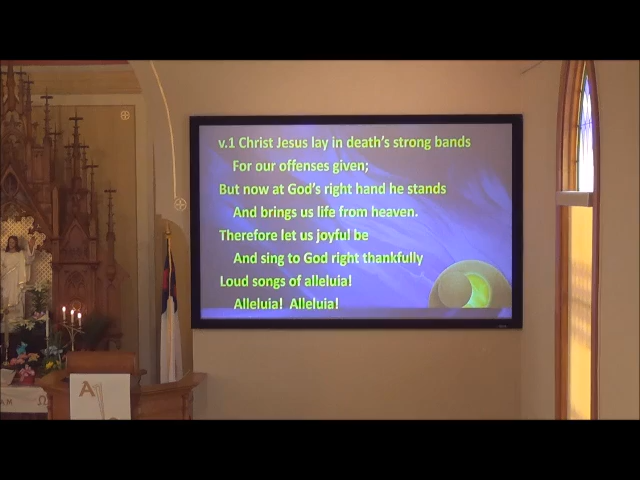 v.1 Christ Jesus lay in death's strong bands
For our offenses given;
But now at God's right hand he stands
And brings us life from heaven.
Therefore let us joyful be
And sing to God right thankfully
Loud songs of alleluia!
Alleluia! Alleluia!
A